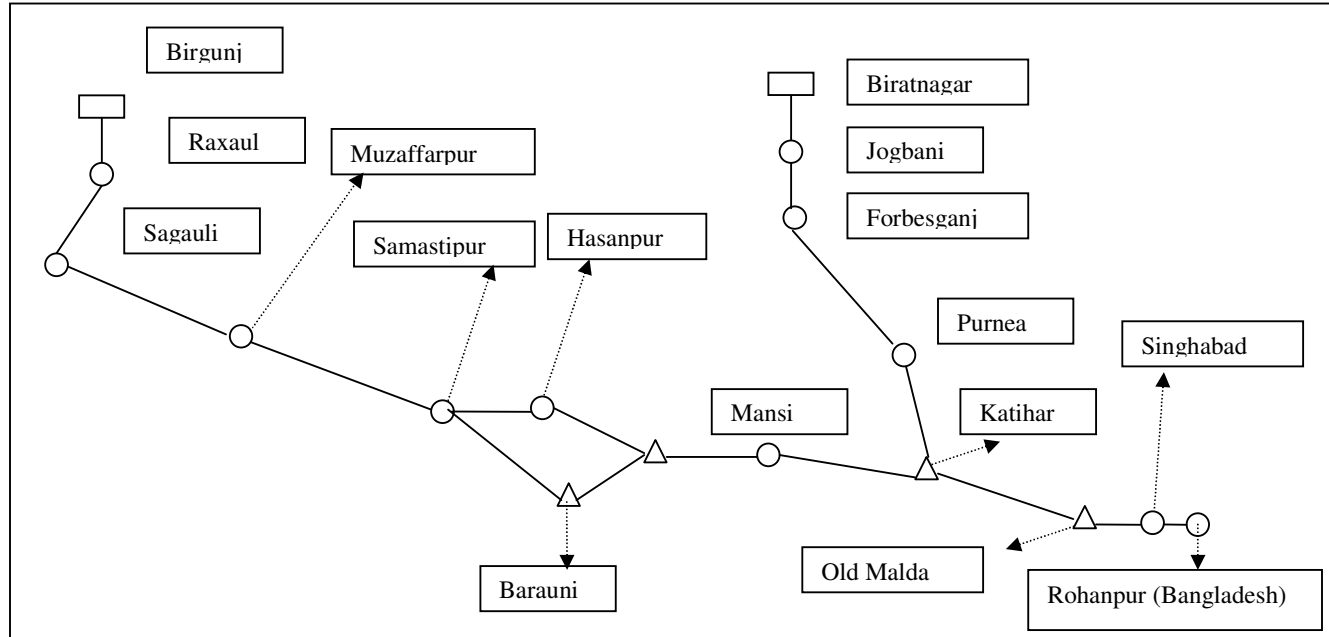 Birgunj
Biratnagar
Raxaul
Muzaffarpur
Jogbani
Sagauli
Samastipur
Hasanpur
Forbesganj
Purnea
Singhabad
Mansi
Katihar
Old Malda
Barauni
Rohanpur (Bangladesh)